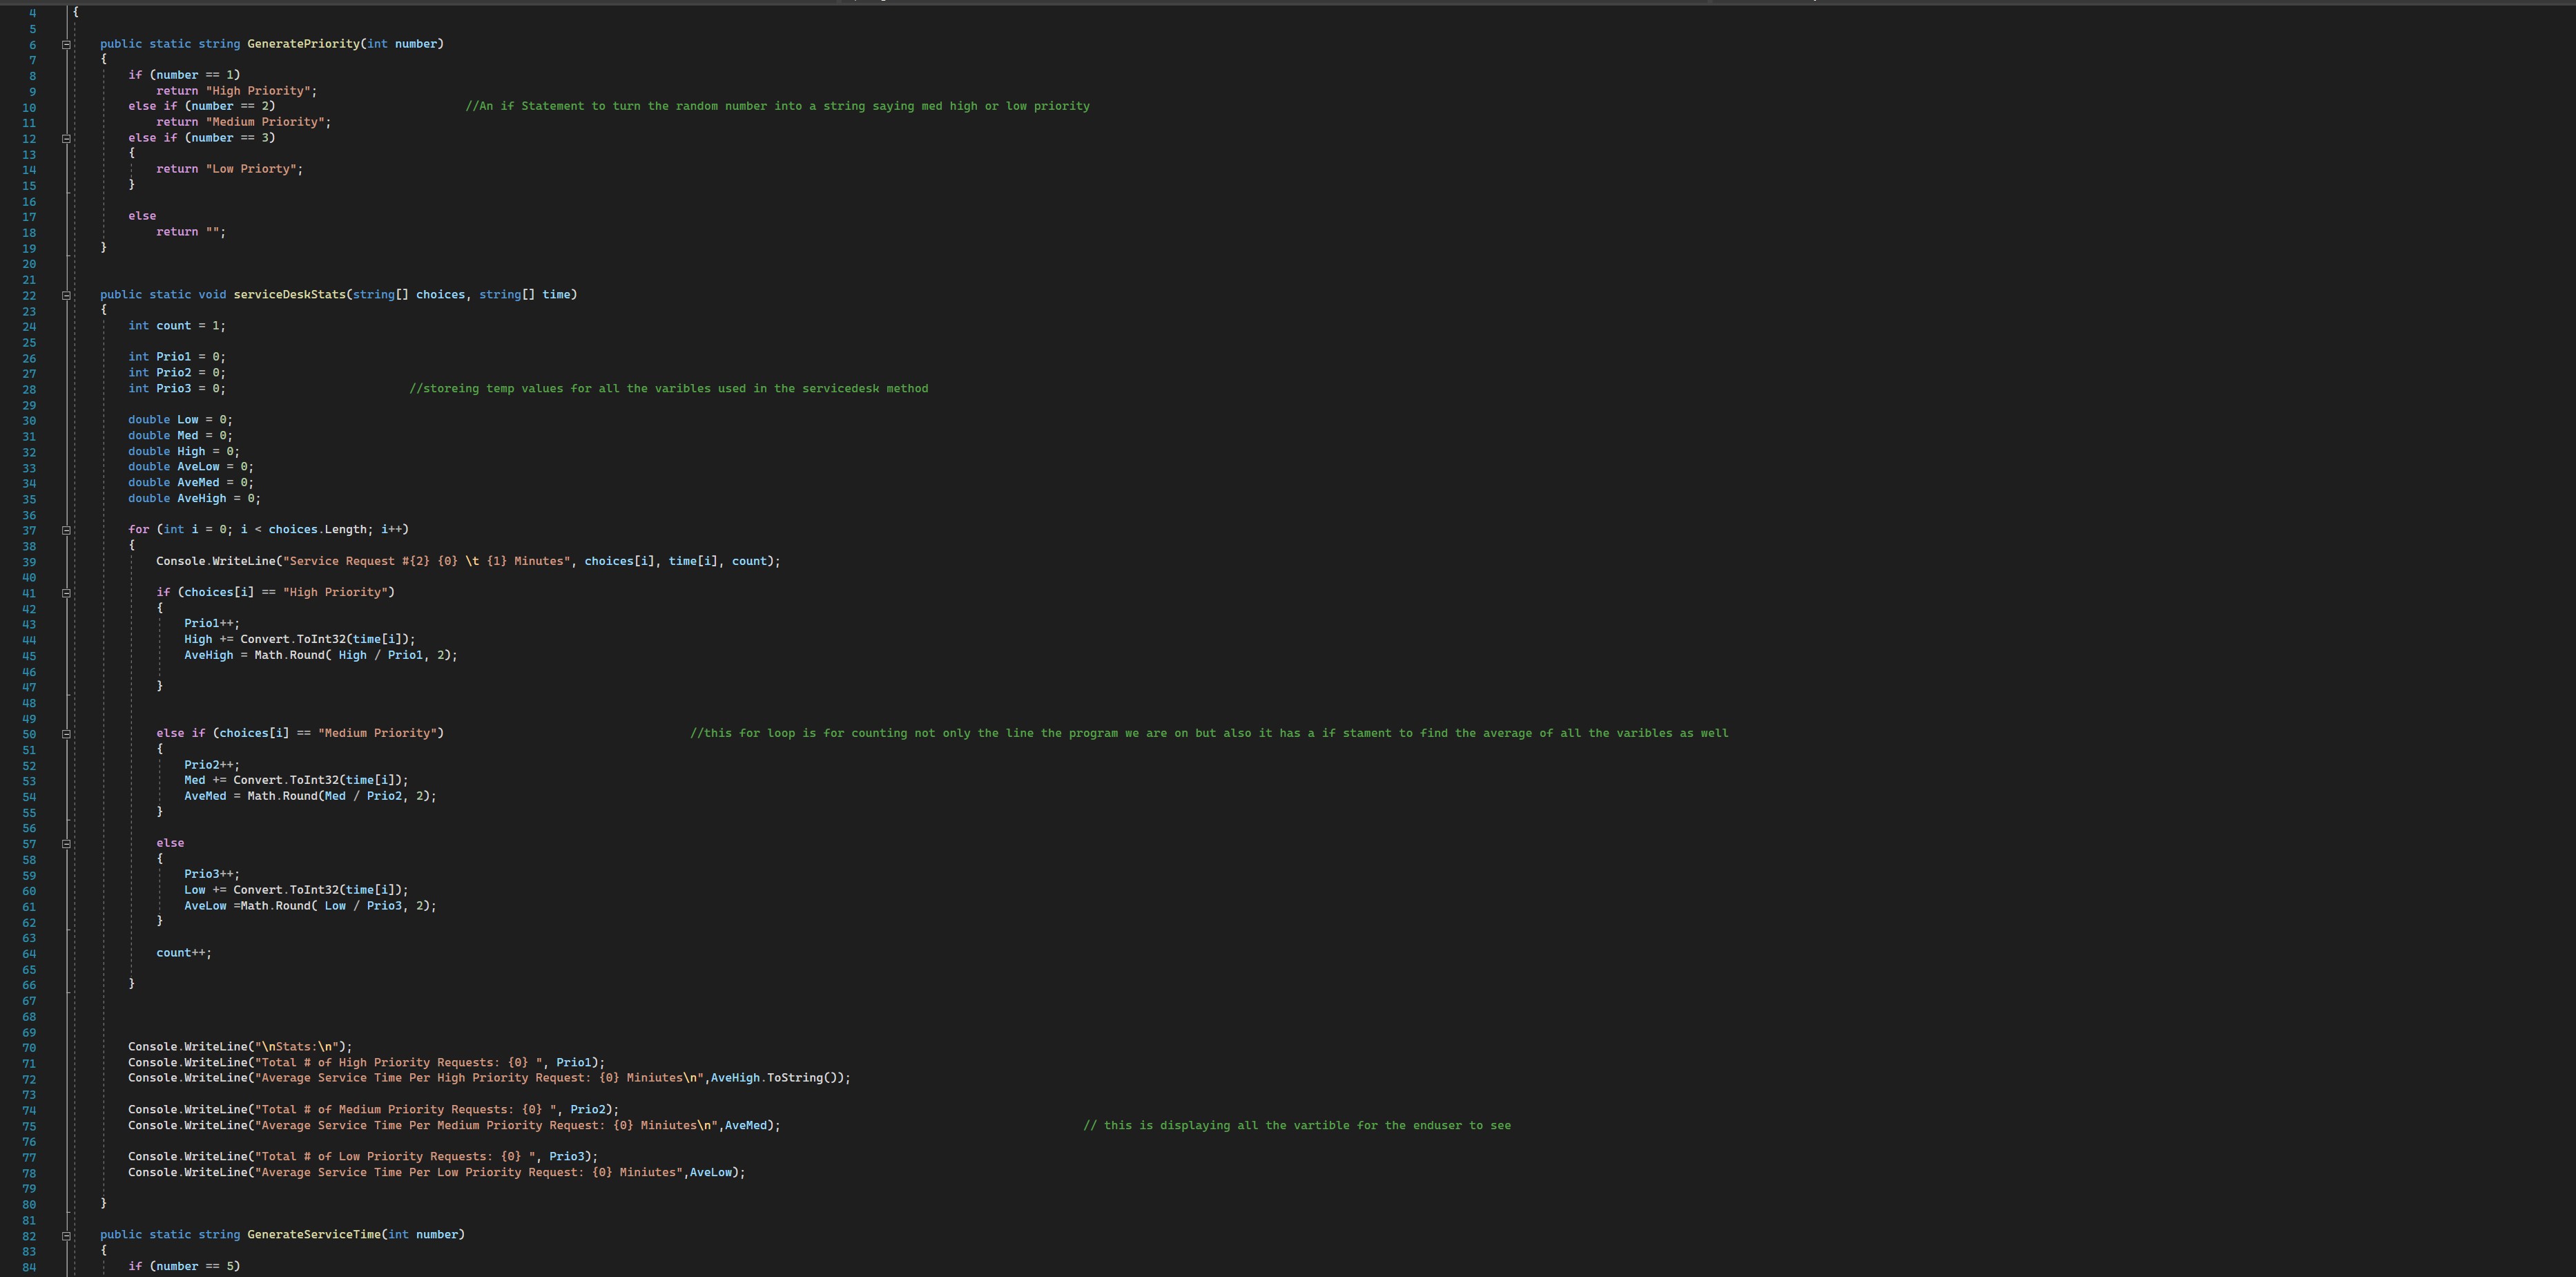 4 {
5
6 public static string GeneratePriority(int number)
7 {
8 if (number == 1)
9 return "High Priority";
10 else if (number == 2) //An if Statement to turn the random number into a string saying med high or low priority
11 return "Medium Priority";
12 else if (number == 3)
13 {
14 return "Low Priorty";
15 }
16
17 else
18 return "";
19 }
20
21
22 public static void serviceDeskStats(string[] choices, string[] time)
23 {
24 int count = 1;
25
26 int Prio1 = 0;
27 int Prio2 = 0;
28 int Prio3 = 0; //storeing temp values for all the varibles used in the servicedesk method
29
30 double Low = 0;
31 double Med = 0;
32 double High = 0;
33 double AveLow = 0;
34 double AveMed = 0;
35 double AveHigh = 0;
36
37 for (int i = 0; i < choices.Length; i++)
38 {
39 Console.WriteLine("Service Request #{2} {0} \t {1} Minutes", choices[i], time[i], count);
40
41 if (choices[i] == "High Priority")
42 {
43 Prio1++;
44 High += Convert.ToInt32(time[i]);
45 AveHigh = Math.Round( High / Prio1, 2);
46
47 }
48
49
50 else if (choices[i] == "Medium Priority") //this for loop is for counting not only the line the program we are on but also it has a if stament to find the average of all the varibles as well
51 {
52 Prio2++;
53 Med += Convert.ToInt32(time[i]);
54 AveMed = Math.Round(Med / Prio2, 2);
55 }
56
57 else
58 {
59 Prio3++;
60 Low += Convert.ToInt32(time[i]);
61 AveLow =Math.Round( Low / Prio3, 2);
62 }
63
64 count++;
65
66 }
67
68
69
70 Console.WriteLine("\nStats:\n");
71 Console.WriteLine("Total # of High Priority Requests: {0} ", Prio1);
72 Console.WriteLine("Average Service Time Per High Priority Request: {0} Miniutes\n",AveHigh.ToString());
73
74 Console.WriteLine("Total # of Medium Priority Requests: {0} ", Prio2);
75 Console.WriteLine("Average Service Time Per Medium Priority Request: {0} Miniutes\n",AveMed); // this is displaying all the vartible for the enduser to see
76
77 Console.WriteLine("Total # of Low Priority Requests: {0} ", Prio3);
78 Console.WriteLine("Average Service Time Per Low Priority Request: {0} Miniutes",AveLow);
79
80 }
81
82 public static string GenerateServiceTime(int number)
83 {
84 if (number == 5)